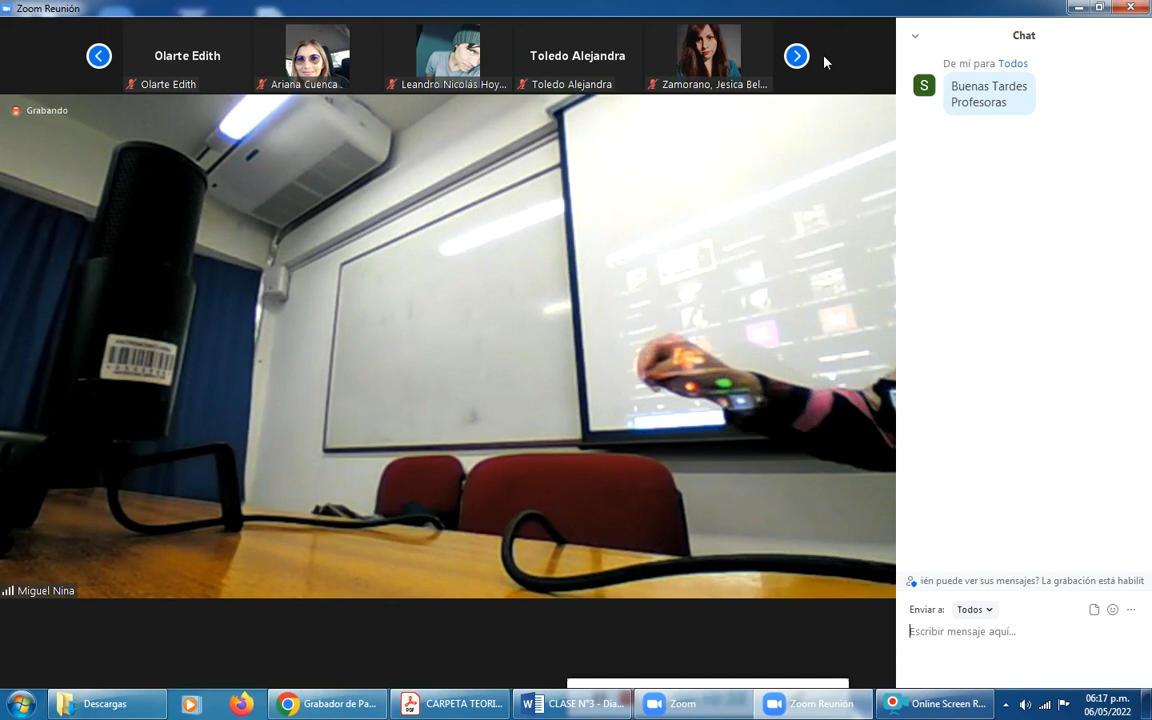 Zoom Reunión
Olarte Edith
Toledo Alejandra
Olarte Edith
Ariana Cuenca...
Leandro Nicolas Hoy...
Toledo Alejandra
Zamorano, Jesica Bel...
Grabando
Miguel Nina
Chat
De mí para Todos
S
Buenas Tardes
Profesoras
ién puede ver sus mensajes? La grabación está habilit
Enviar a: Todos
Escribir mensaje aquí...
Descargas
Grabador de Pa...
CARPETA TEORI...
CLASE N°3 - Dia...
Zoom
Zoom Reunión
Online Screen R...
06:17 p.m.
06/05/2022